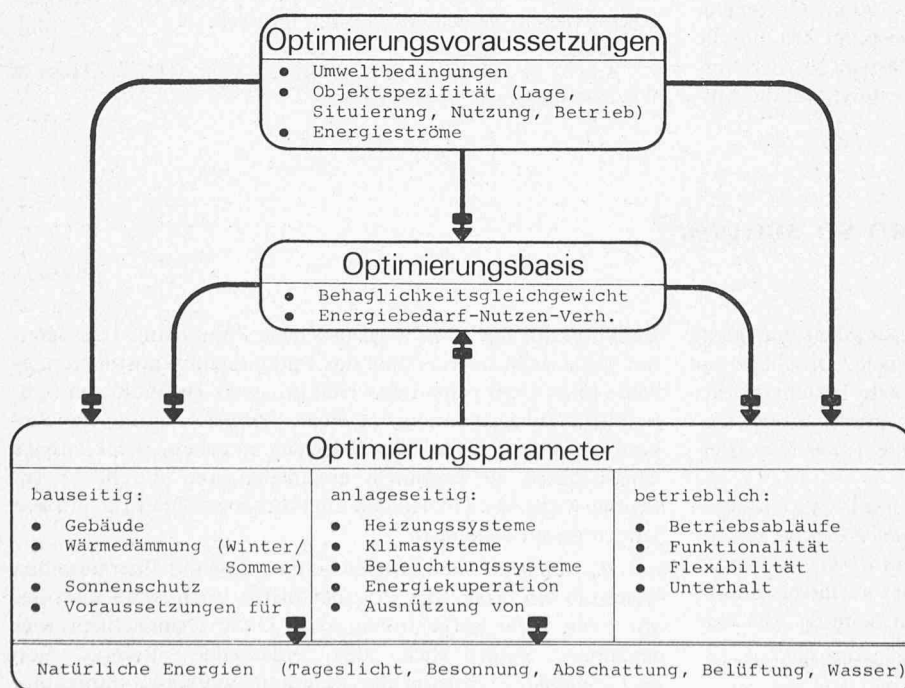 Optimierungsvoraussetzungen
● Umweltbedingungen
● Objektspezifität (Lage,
Situierung, Nutzung, Betrieb)
● Energieströme
Optimierungsbasis
● Behaglichkeitsgleichgewicht
● Energiebedarf-Nutzen-Verh.
Optimierungsparameter
bauseitig:
● Gebäude
● Wärmedämmung (Winter/
Sommer)
● Sonnenschutz
● Voraussetzungen für
anlageseitig:
● Heizungssysteme
● Klimasysteme
● Beleuchtungssysteme
● Energiekuperation
● Ausnützung von
betrieblich:
● Betriebsabläufe
● Funktionalität
● Flexibilität
● Unterhalt
Natürliche Energien (Tageslicht, Besonnung, Abschattung, Belüftung, Wasser)